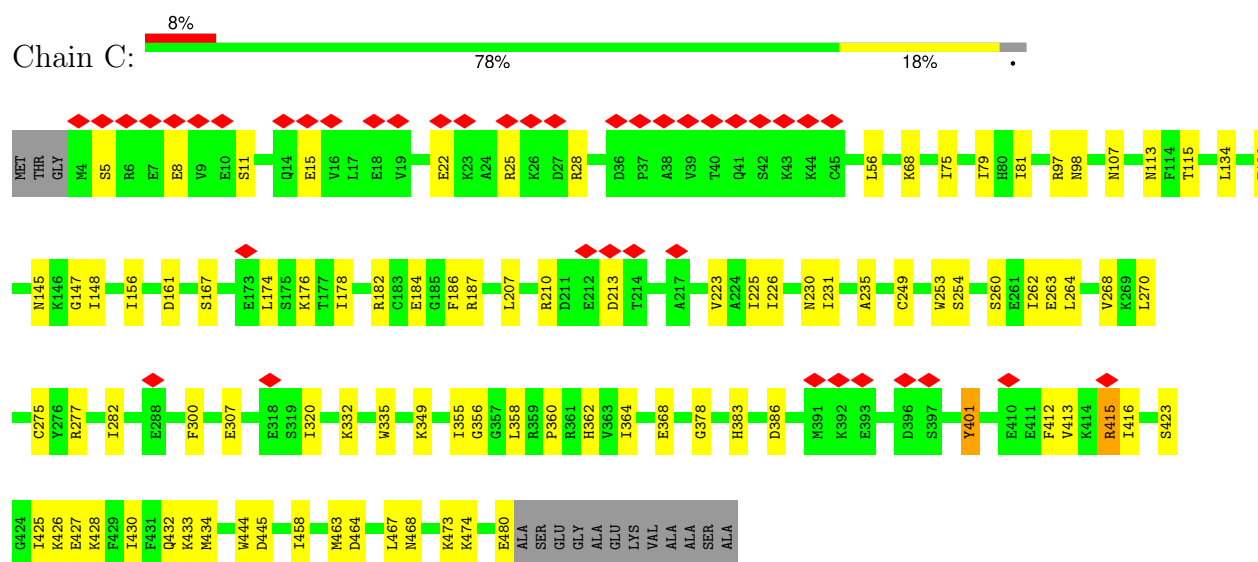 8%
Chain C:
78% 18% •
MET THR GLY M4 S5 R6 E7 E8 V9 E10 S11 Q14 E15 V16 L17 E18 V19 E22 K23 A24 R25 K26 D27 R28 D36 P37 A38 V39 T40 Q41 S42 K43 K44 C45 L56 K68 I75 I79 H80 I81 R97 N98 N107 N113 F114 T115 L134
N145 K146 G147 I148 I156 D161 S167 E173 L174 S175 K176 T177 I178 R182 C183 E184 G185 F186 R187 L207 R210 D211 E212 D213 T214 A217 V223 A224 I225 I226 N230 I231 A235 C249 W253 S254 S260 E261 I262 E263 L264 V268 K269 L270
C275 Y276 R277 I282 E288 F300 E307 E318 S319 I320 K332 W335 K349 I355 G356 G357 L358 R359 P360 R361 H362 V363 I364 E368 G378 H383 D386 M391 K392 E393 D396 S397 Y401 E410 E411 F412 V413 K414 R415 I416 S423
G424 I425 K426 E427 K428 F429 I430 F431 Q432 K433 M434 W444 D445 I458 M463 D464 L467 N468 K473 K474 E480 ALA SER GLU GLY ALA GLU LYS VAL ALA ALA SER ALA